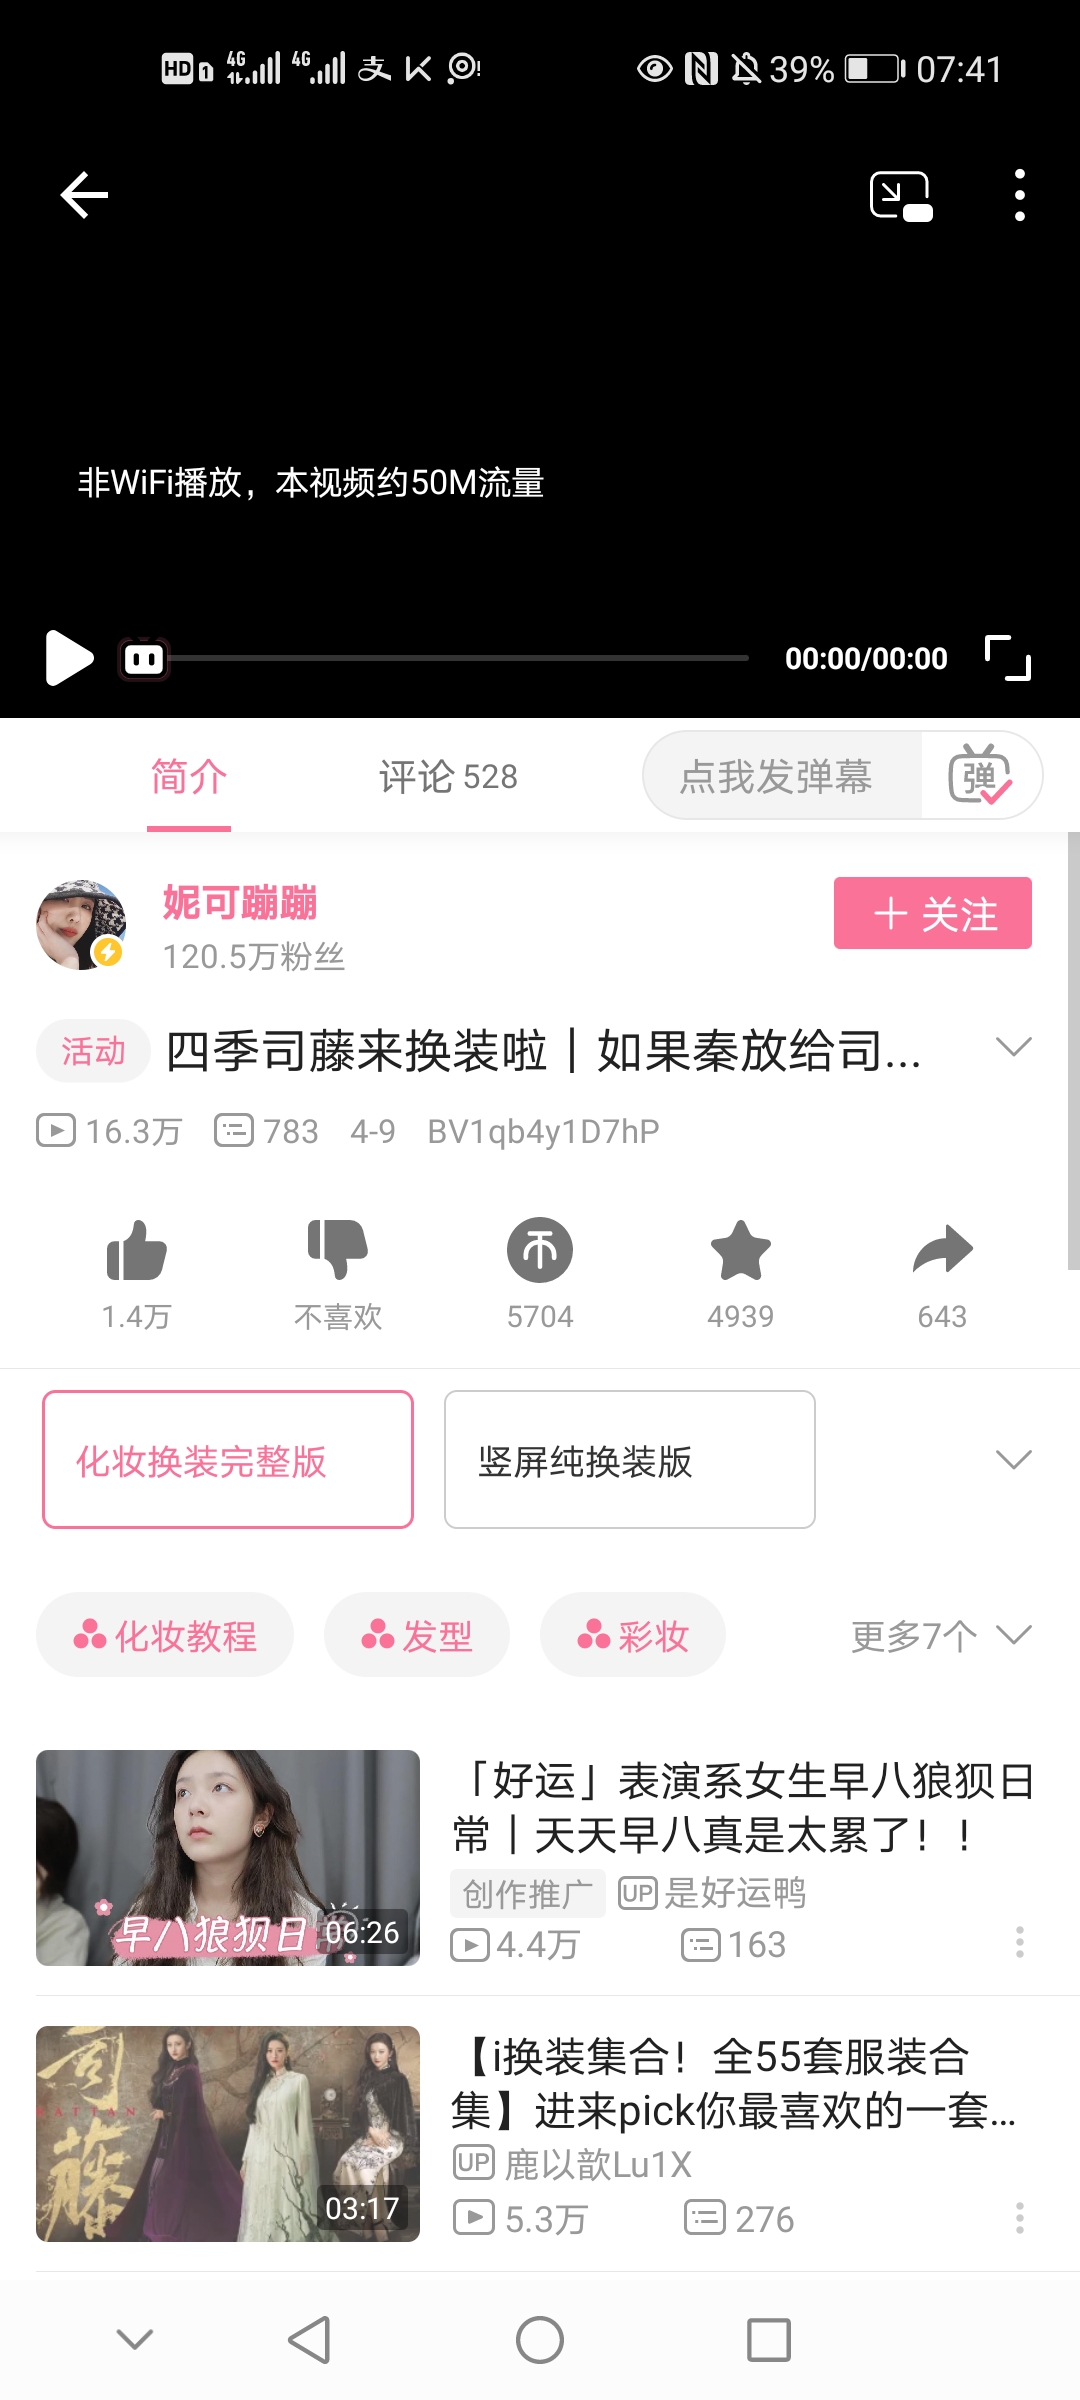 HD 1 4G 4G 支 39% 07:41
非WiFi播放，本视频约50M流量
00:00/00:00
简介 评论 528 点我发弹幕 弹
妮可蹦蹦
120.5万粉丝
关注
活动 四季司藤来换装啦｜如果秦放给司...
16.3万 783 4-9 BV1qb4y1D7hP
1.4万 不喜欢 5704 4939 643
化妆换装完整版 竖屏纯换装版
化妆教程 发型 彩妆 更多7个
「好运」表演系女生早八狼狈日
常｜天天早八真是太累了！！
创作推广 UP 是好运鸭
4.4万 163
早八狼狈日 06:26
【i换装集合！全55套服装合
集】进来pick你最喜欢的一套...
UP 鹿以歆Lu1X
5.3万 276
司藤
RATTAN
03:17